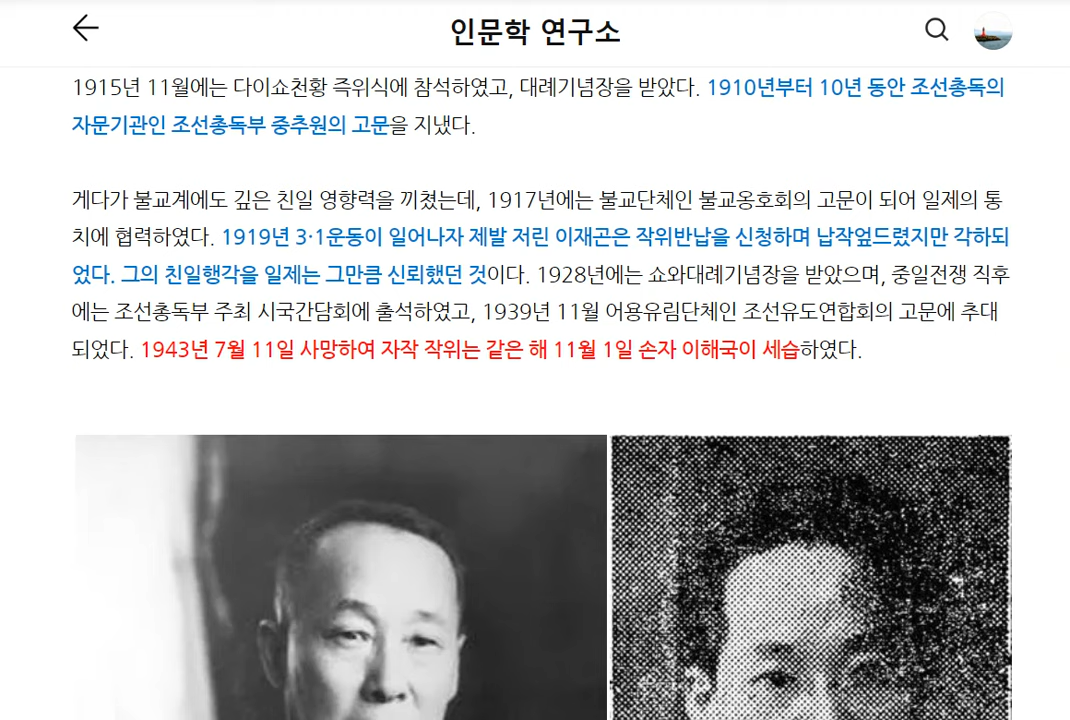 인문학 연구소
1915년 11월에는 다이쇼천황 즉위식에 참석하였고, 대례기념장을 받았다. 1910년부터 10년 동안 조선총독의
자문기관인 조선총독부 중추원의 고문을 지냈다.
게다가 불교계에도 깊은 친일 영향력을 끼쳤는데, 1917년에는 불교단체인 불교옹호회의 고문이 되어 일제의 통
치에 협력하였다. 1919년 3·1운동이 일어나자 제발 저린 이재곤은 작위반납을 신청하며 납작엎드렸지만 각하되
었다. 그의 친일행각을 일제는 그만큼 신뢰했던 것이다. 1928년에는 쇼와대례기념장을 받았으며, 중일전쟁 직후
에는 조선총독부 주최 시국간담회에 출석하였고, 1939년 11월 어용유림단체인 조선유도연합회의 고문에 추대
되었다. 1943년 7월 11일 사망하여 자작 작위는 같은 해 11월 1일 손자 이해국이 세습하였다.